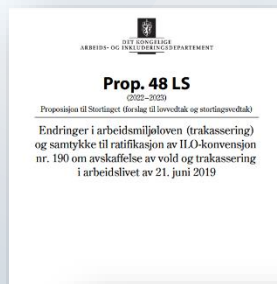 DET KONGELIGE
ARBEIDS- OG INKLUDERINGSDEPARTEMENT
Prop. 48 LS
(2022–2023)
Proposisjon til Stortinget (forslag til lovvedtak og stortingsvedtak)
Endringer i arbeidsmiljøloven (trakassering)
og samtykke til ratifikasjon av ILO-konvensjon
nr. 190 om avskaffelse av vold og trakassering
i arbeidslivet av 21. juni 2019